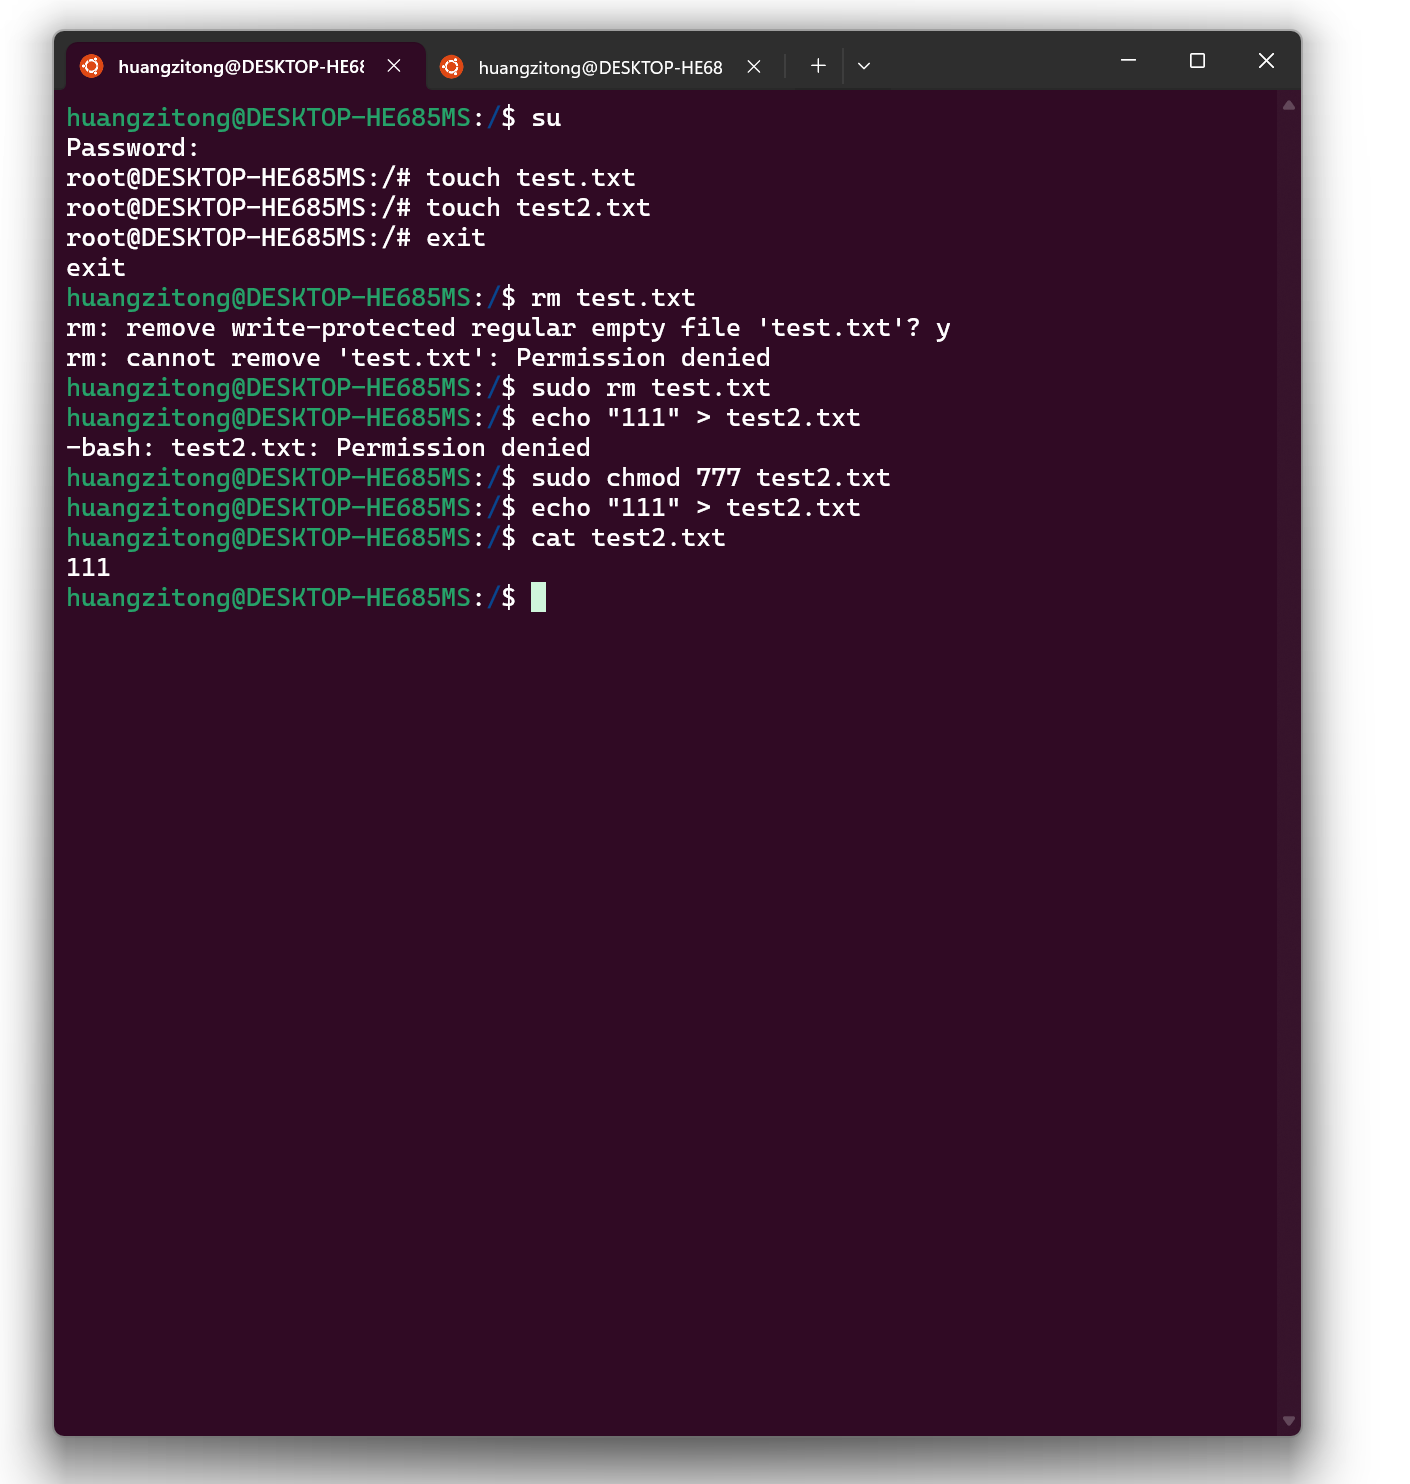 huangzitong@DESKTOP-HE68
huangzitong@DESKTOP-HE68
huangzitong@DESKTOP-HE685MS:/$ su
Password:
root@DESKTOP-HE685MS:/# touch test.txt
root@DESKTOP-HE685MS:/# touch test2.txt
root@DESKTOP-HE685MS:/# exit
exit
huangzitong@DESKTOP-HE685MS:/$ rm test.txt
rm: remove write-protected regular empty file 'test.txt'? y
rm: cannot remove 'test.txt': Permission denied
huangzitong@DESKTOP-HE685MS:/$ sudo rm test.txt
huangzitong@DESKTOP-HE685MS:/$ echo "111" > test2.txt
-bash: test2.txt: Permission denied
huangzitong@DESKTOP-HE685MS:/$ sudo chmod 777 test2.txt
huangzitong@DESKTOP-HE685MS:/$ echo "111" > test2.txt
huangzitong@DESKTOP-HE685MS:/$ cat test2.txt
111
huangzitong@DESKTOP-HE685MS:/$